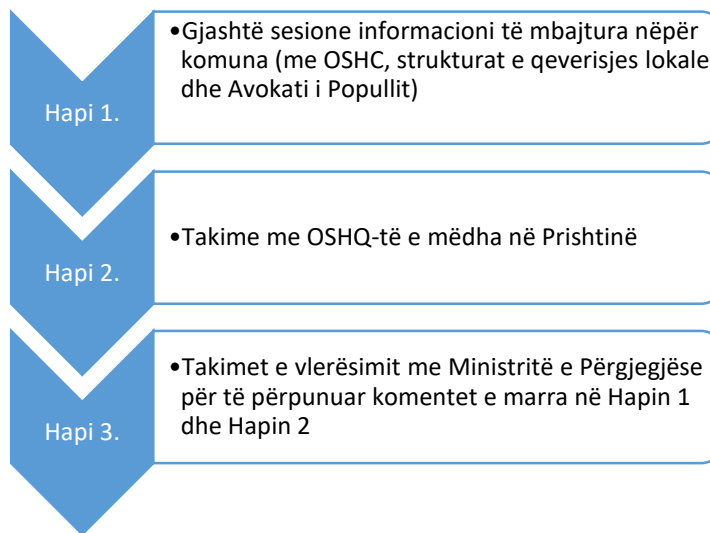 •Gjashtë sesione informacioni të mbajtura nëpër
komuna (me OSHC, strukturat e qeverisjes lokale
dhe Avokati i Popullit)
Hapi 1.
•Takime me OSHQ-të e mëdha në Prishtinë
Hapi 2.
•Takimet e vlerësimit me Ministritë e Përgjegjëse
për të përpunuar komentet e marra në Hapin 1
dhe Hapin 2
Hapi 3.